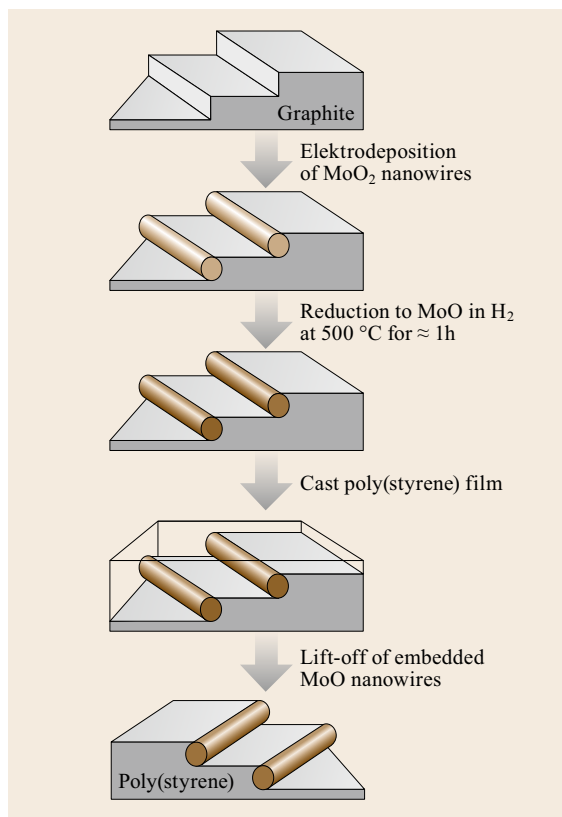 Graphite
Elektrodeposition
of MoO₂ nanowires
Reduction to MoO in H₂
at 500 °C for ≈ 1h
Cast poly(styrene) film
Lift-off of embedded
MoO nanowires
Poly(styrene)